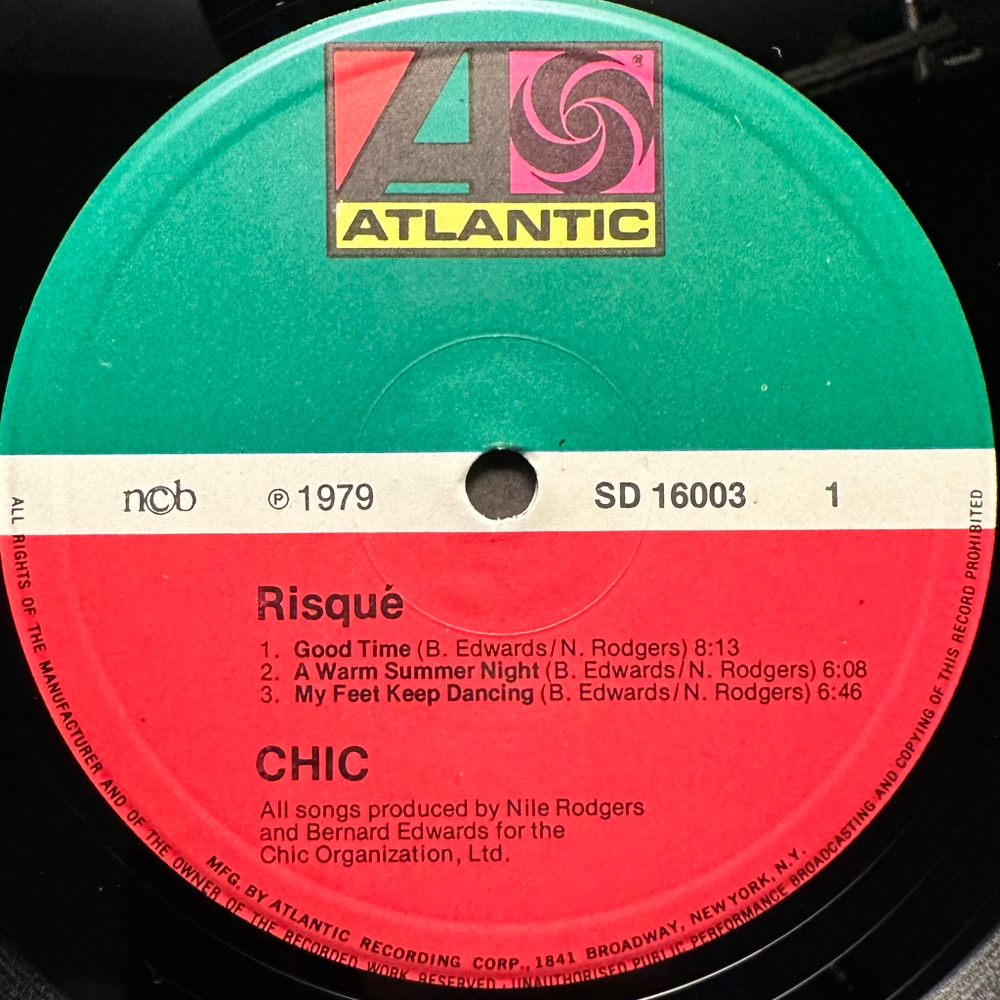 A
ATLANTIC
ncb
℗ 1979
SD 16003
1
Risqué
1. Good Time (B. Edwards/N. Rodgers) 8:13
2. A Warm Summer Night (B. Edwards/N. Rodgers) 6:08
3. My Feet Keep Dancing (B. Edwards/N. Rodgers) 6:46
CHIC
All songs produced by Nile Rodgers
and Bernard Edwards for the
Chic Organization, Ltd.
MFG. BY ATLANTIC RECORDING CORP., 1841 BROADWAY, NEW YORK, N.Y.
ALL RIGHTS OF THE MANUFACTURER AND OF THE OWNER OF THE RECORDED WORK RESERVED. UNAUTHORISED PUBLIC PERFORMANCE BROADCASTING AND COPYING OF THIS RECORD PROHIBITED